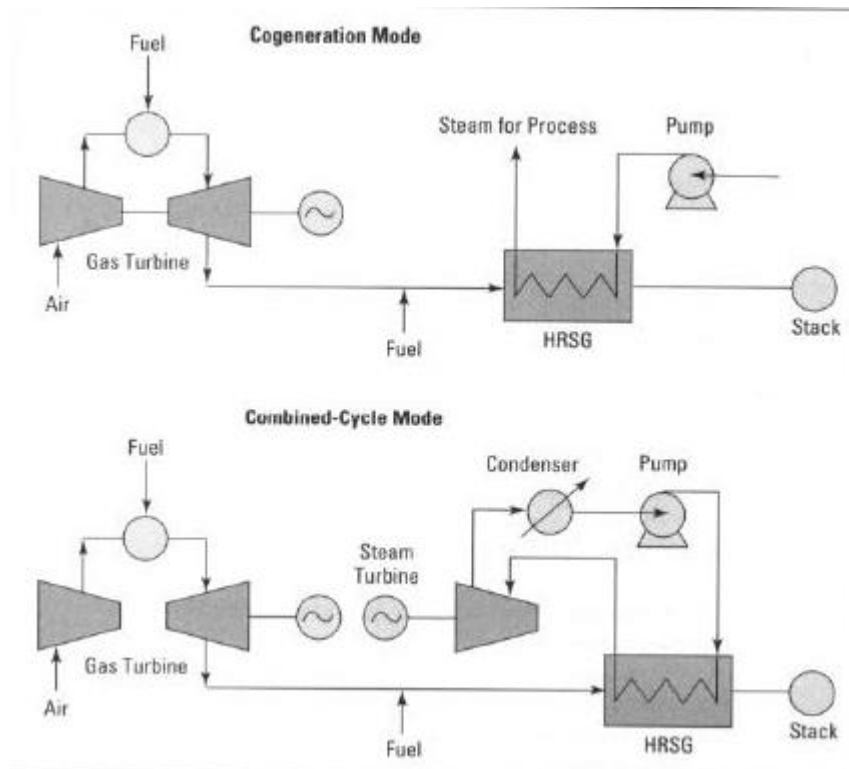 Cogeneration Mode
Fuel
Steam for Process
Pump
Gas Turbine
Air
Fuel
HRSG
Stack
Combined-Cycle Mode
Fuel
Condenser
Pump
Steam
Turbine
Gas Turbine
Air
Fuel
HRSG
Stack